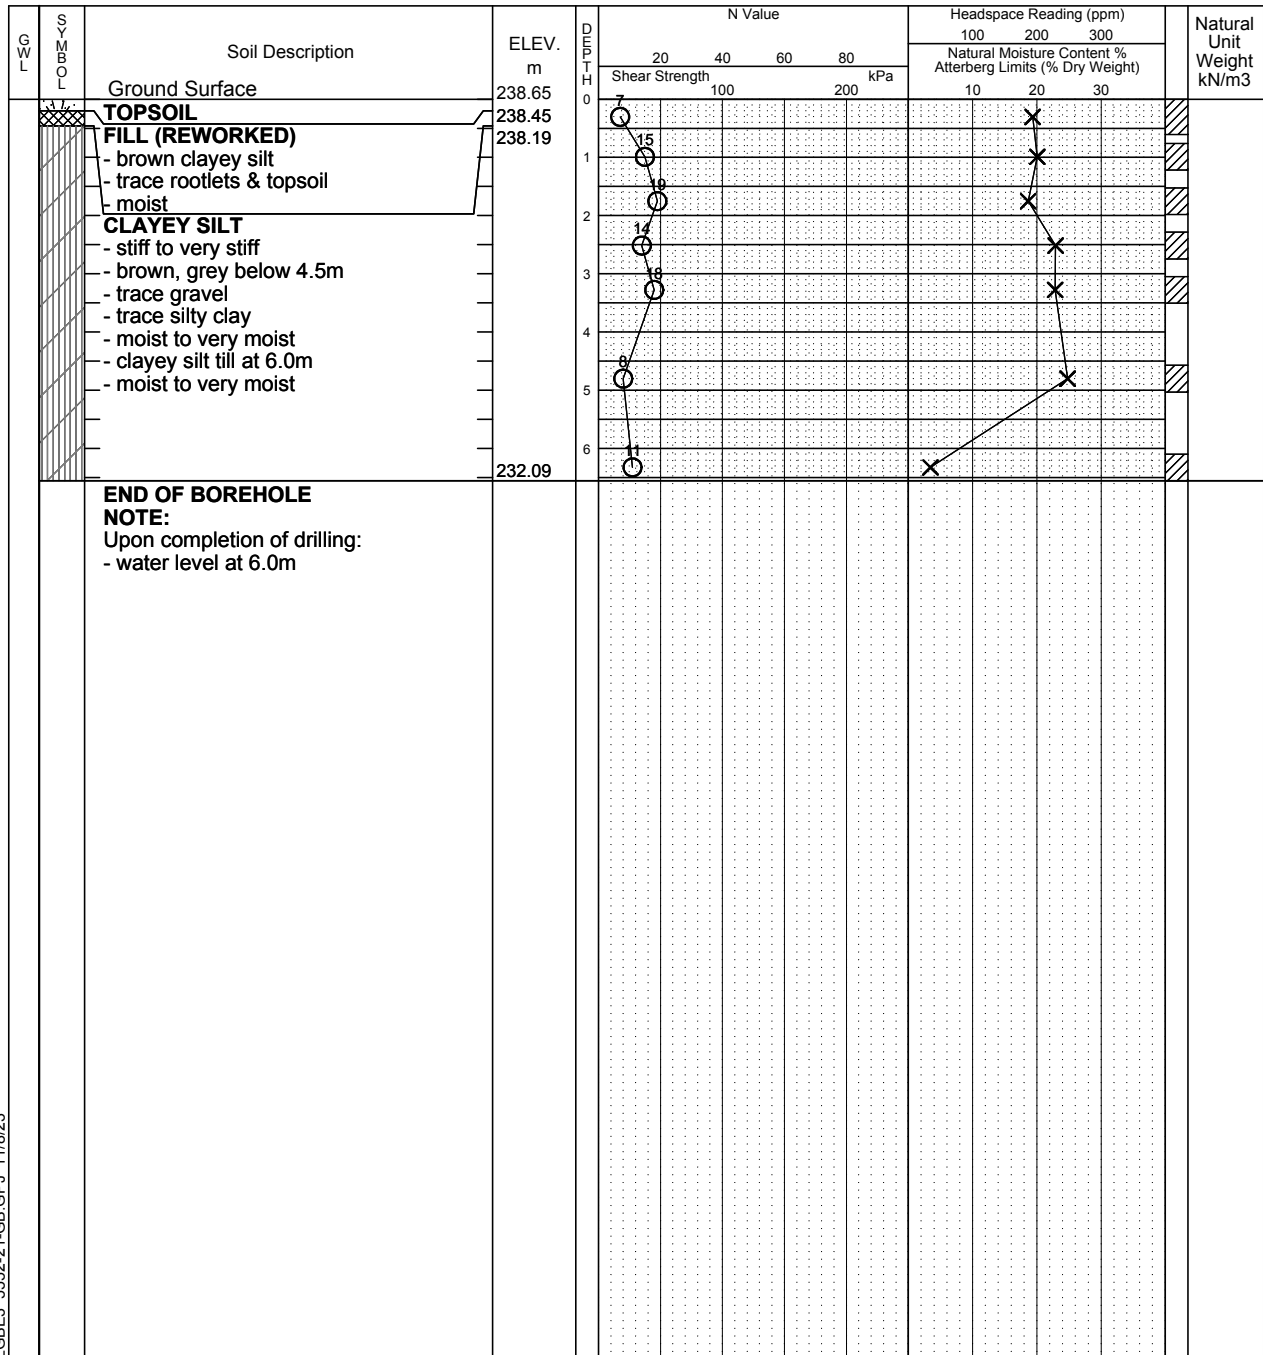 GWL
SYMBOL
Soil Description
ELEV.
m
DEPTH
N Value
20 40 60 80
Shear Strength kPa
100 200
Headspace Reading (ppm)
100 200 300
Natural Moisture Content %
Atterberg Limits (% Dry Weight)
10 20 30
Natural
Unit
Weight
kN/m3
Ground Surface 238.65 0
TOPSOIL 238.45
7
FILL (REWORKED) 238.19
15
- brown clayey silt 1
- trace rootlets & topsoil
19
- moist
2
CLAYEY SILT
14
- stiff to very stiff
- brown, grey below 4.5m 3
18
- trace gravel
- trace silty clay
4
- moist to very moist
- clayey silt till at 6.0m
8
- moist to very moist
5
6
11
232.09
END OF BOREHOLE
NOTE:
Upon completion of drilling:
- water level at 6.0m